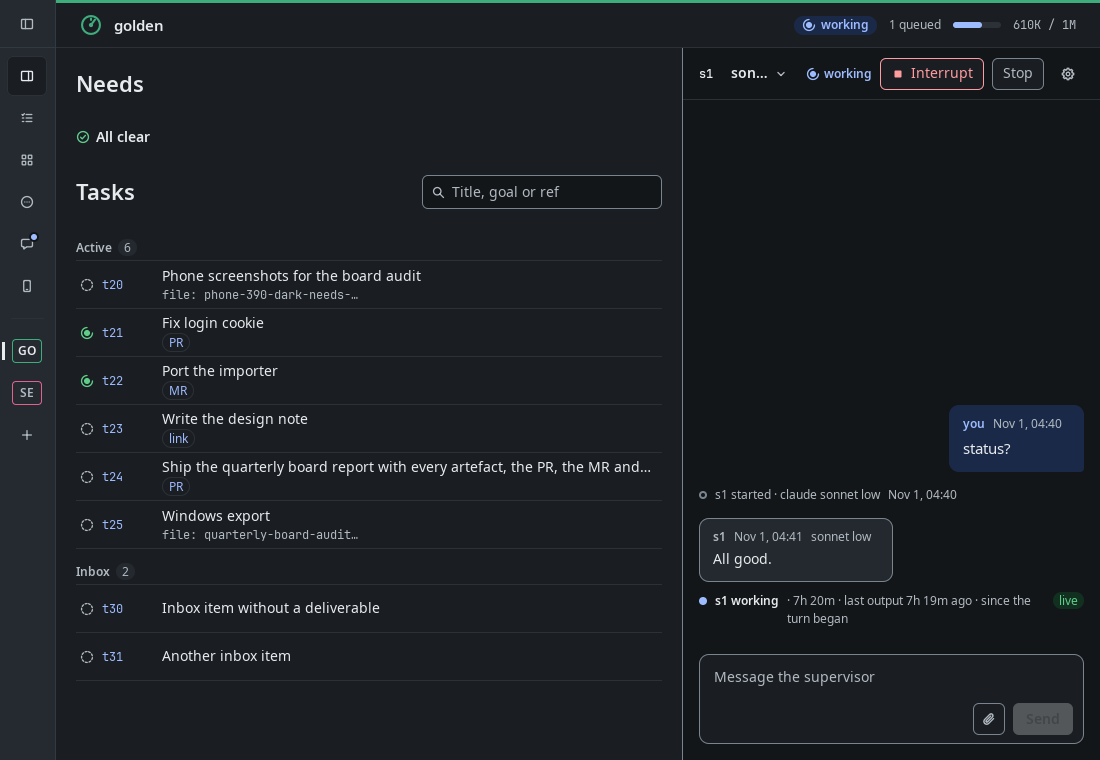 golden
working
1 queued
610K / 1M
Needs
All clear
Tasks
Title, goal or ref
Active 6
t20
Phone screenshots for the board audit
file: phone-390-dark-needs-…
t21
Fix login cookie
PR
t22
Port the importer
MR
t23
Write the design note
link
t24
Ship the quarterly board report with every artefact, the PR, the MR and...
PR
t25
Windows export
file: quarterly-board-audit…
Inbox 2
t30
Inbox item without a deliverable
t31
Another inbox item
GO
SE
s1 son... working Interrupt Stop
you Nov 1, 04:40
status?
s1 started · claude sonnet low Nov 1, 04:40
s1 Nov 1, 04:41 sonnet low
All good.
s1 working · 7h 20m · last output 7h 19m ago · since the
turn began
live
Message the supervisor
Send